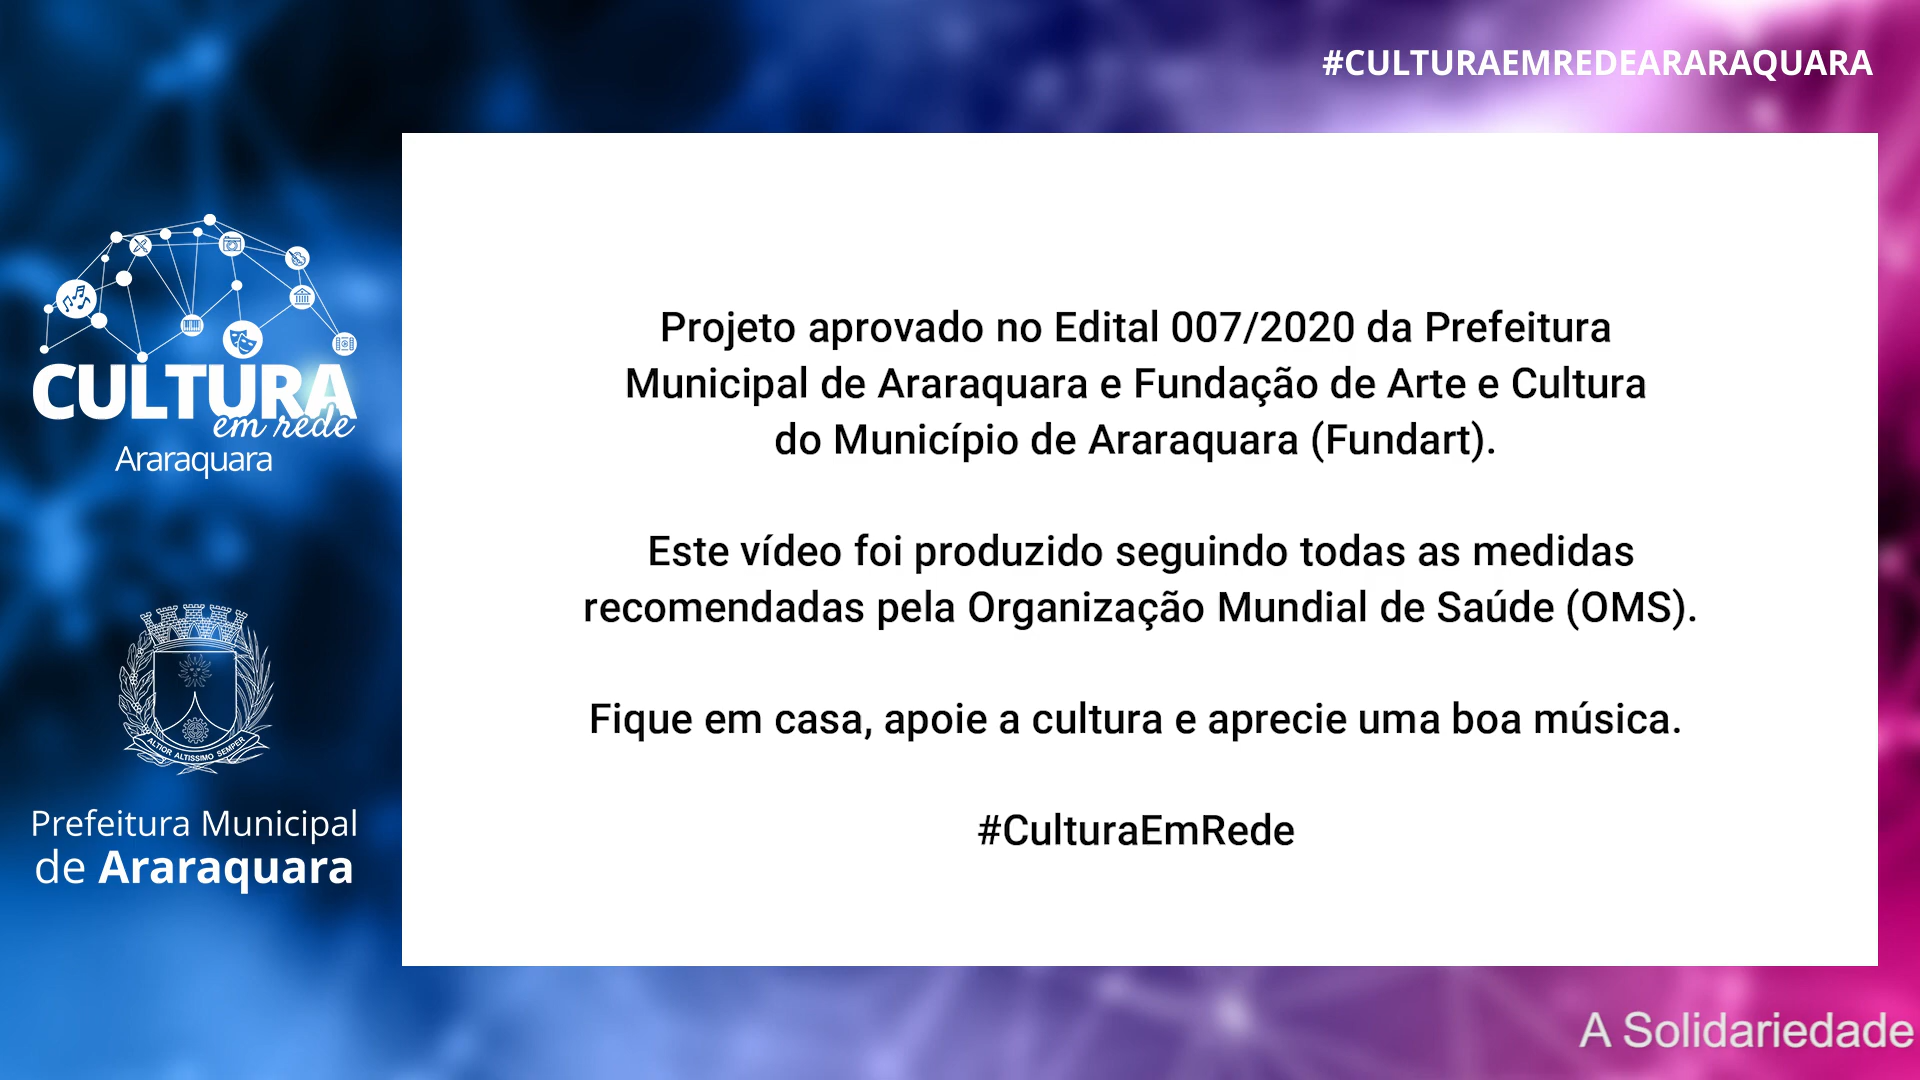 #CULTURAEMREDEARARAQUARA
CULTURA
em rede
Araraquara
ALTIOR ALTISSIMO SEMPER
Prefeitura Municipal
de Araraquara
Projeto aprovado no Edital 007/2020 da Prefeitura
Municipal de Araraquara e Fundação de Arte e Cultura
do Município de Araraquara (Fundart).
Este vídeo foi produzido seguindo todas as medidas
recomendadas pela Organização Mundial de Saúde (OMS).
Fique em casa, apoie a cultura e aprecie uma boa música.
#CulturaEmRede
A Solidariedade